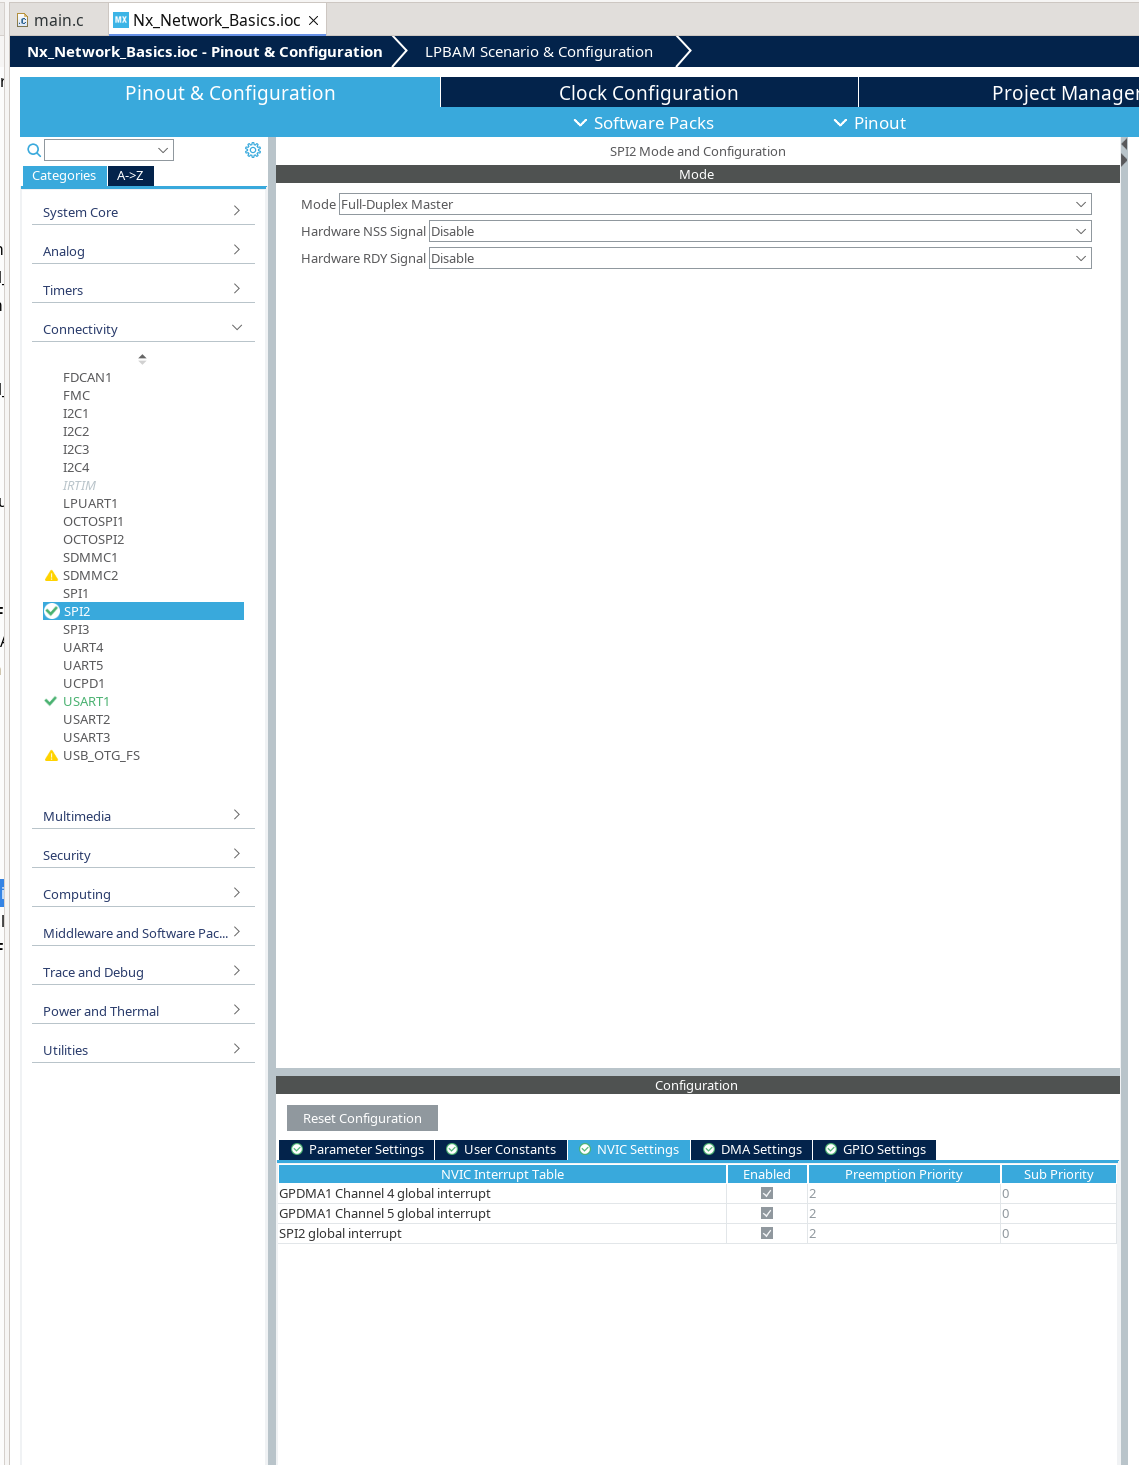 main.c
Nx_Network_Basics.ioc
Nx_Network_Basics.ioc - Pinout & Configuration
LPBAM Scenario & Configuration
Pinout & Configuration
Clock Configuration
Project Manager
Software Packs
Pinout
Categories
A->Z
System Core
Analog
Timers
Connectivity
FDCAN1
FMC
I2C1
I2C2
I2C3
I2C4
IRTIM
LPUART1
OCTOSPI1
OCTOSPI2
SDMMC1
SDMMC2
SPI1
SPI2
SPI3
UART4
UART5
UCPD1
USART1
USART2
USART3
USB_OTG_FS
Multimedia
Security
Computing
Middleware and Software Pac...
Trace and Debug
Power and Thermal
Utilities
SPI2 Mode and Configuration
Mode
Mode Full-Duplex Master
Hardware NSS Signal Disable
Hardware RDY Signal Disable
Configuration
Reset Configuration
Parameter Settings
User Constants
NVIC Settings
DMA Settings
GPIO Settings
NVIC Interrupt Table Enabled Preemption Priority Sub Priority
GPDMA1 Channel 4 global interrupt 2 0
GPDMA1 Channel 5 global interrupt 2 0
SPI2 global interrupt 2 0